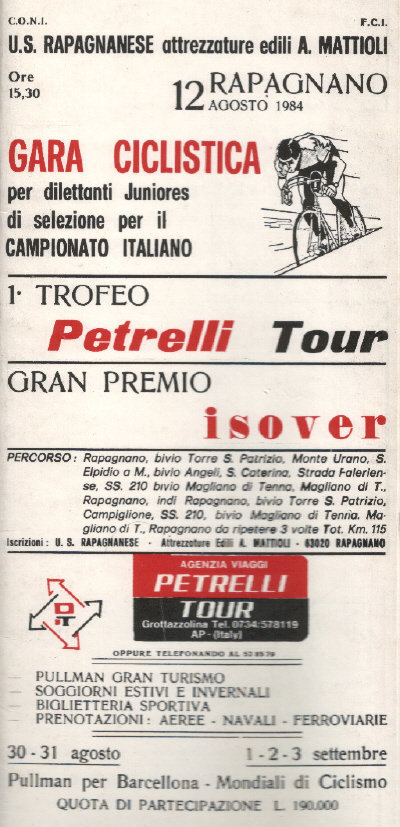 C.O.N.I. F.C.I.
U.S. RAPAGNANESE attrezzature edili A. MATTIOLI
Ore
15,30
12 RAPAGNANO
AGOSTO 1984
GARA CICLISTICA
per dilettanti Juniores
di selezione per il
CAMPIONATO ITALIANO
1° TROFEO
Petrelli Tour
GRAN PREMIO
isover
PERCORSO: Rapagnano, bivio Torre S. Patrizio, Monte Urano, S.
Elpidio a M., bivio Angeli, S. Caterina, Strada Falerien-
se, SS. 210 bivio Magliano di Tenna, Magliano di T.,
Rapagnano, indi Rapagnano, bivio Torre S. Patrizio,
Campiglione, SS. 210, bivio Magliano di Tenna, Ma-
gliano di T., Rapagnano da ripetere 3 volte Tot. Km. 115
Iscrizioni: U. S. RAPAGNANESE - Attrezzature Edili A. MATTIOLI - 63020 RAPAGNANO
AGENZIA VIAGGI
PETRELLI
TOUR
Grottazzolina Tel. 0734/578119
AP - (Italy)
OPPURE TELEFONANDO AL
— PULLMAN GRAN TURISMO
— SOGGIORNI ESTIVI E INVERNALI
— BIGLIETTERIA SPORTIVA
— PRENOTAZIONI: AEREE - NAVALI - FERROVIARIE
30 - 31 agosto 1 - 2 - 3 settembre
Pullman per Barcellona - Mondiali di Ciclismo
QUOTA DI PARTECIPAZIONE L. 190.000